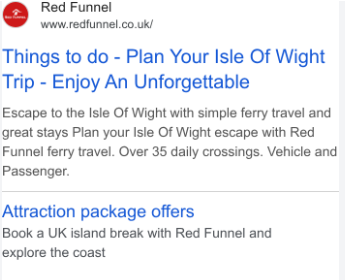 Red Funnel
www.redfunnel.co.uk/
Things to do - Plan Your Isle Of Wight
Trip - Enjoy An Unforgettable
Escape to the Isle Of Wight with simple ferry travel and
great stays Plan your Isle Of Wight escape with Red
Funnel ferry travel. Over 35 daily crossings. Vehicle and
Passenger.
Attraction package offers
Book a UK island break with Red Funnel and
explore the coast